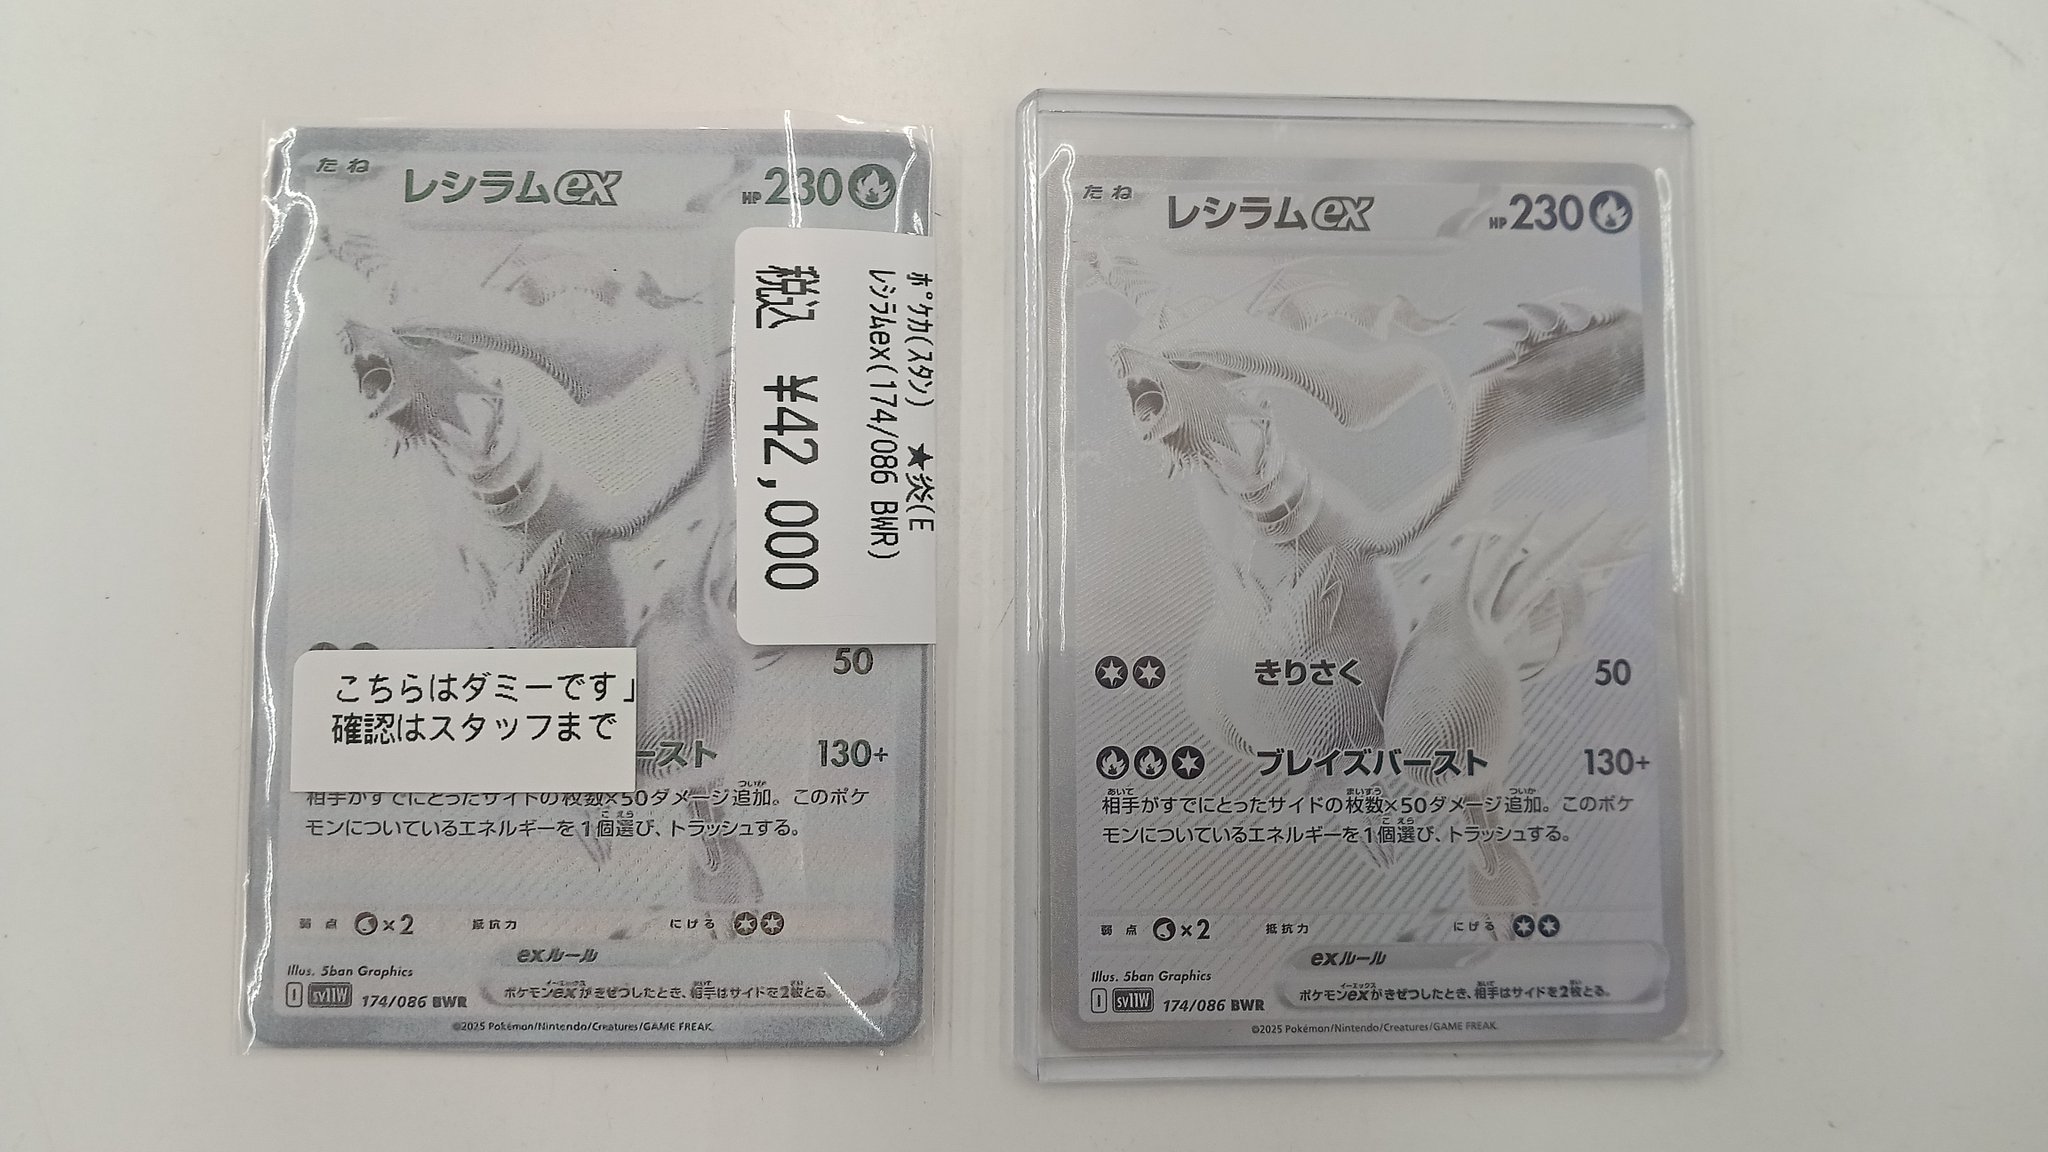 たね
レシラムex
HP230
税込 ¥42,000
ポケカ(スタン) ★炎(E
レシラムex(174/086 BWR)
50
こちらはダミーです」
確認はスタッフまで
ースト 130+
相手がすでにとったサイドの枚数×50ダメージ追加。このポケ
モンについているエネルギーを1個選び、トラッシュする。
弱点 ×2 抵抗力 にげる
exルール
ポケモンexがきぜつしたとき、相手はサイドを2枚とる。
Illus. 5ban Graphics
I SV11W 174/086 BWR
©2025 Pokémon/Nintendo/Creatures/GAME FREAK.
たね
レシラムex
HP230
きりさく 50
ブレイズバースト 130+
相手がすでにとったサイドの枚数×50ダメージ追加。このポケ
モンについているエネルギーを1個選び、トラッシュする。
弱点 ×2 抵抗力 にげる
exルール
ポケモンexがきぜつしたとき、相手はサイドを2枚とる。
Illus. 5ban Graphics
I SV11W 174/086 BWR
©2025 Pokémon/Nintendo/Creatures/GAME FREAK.